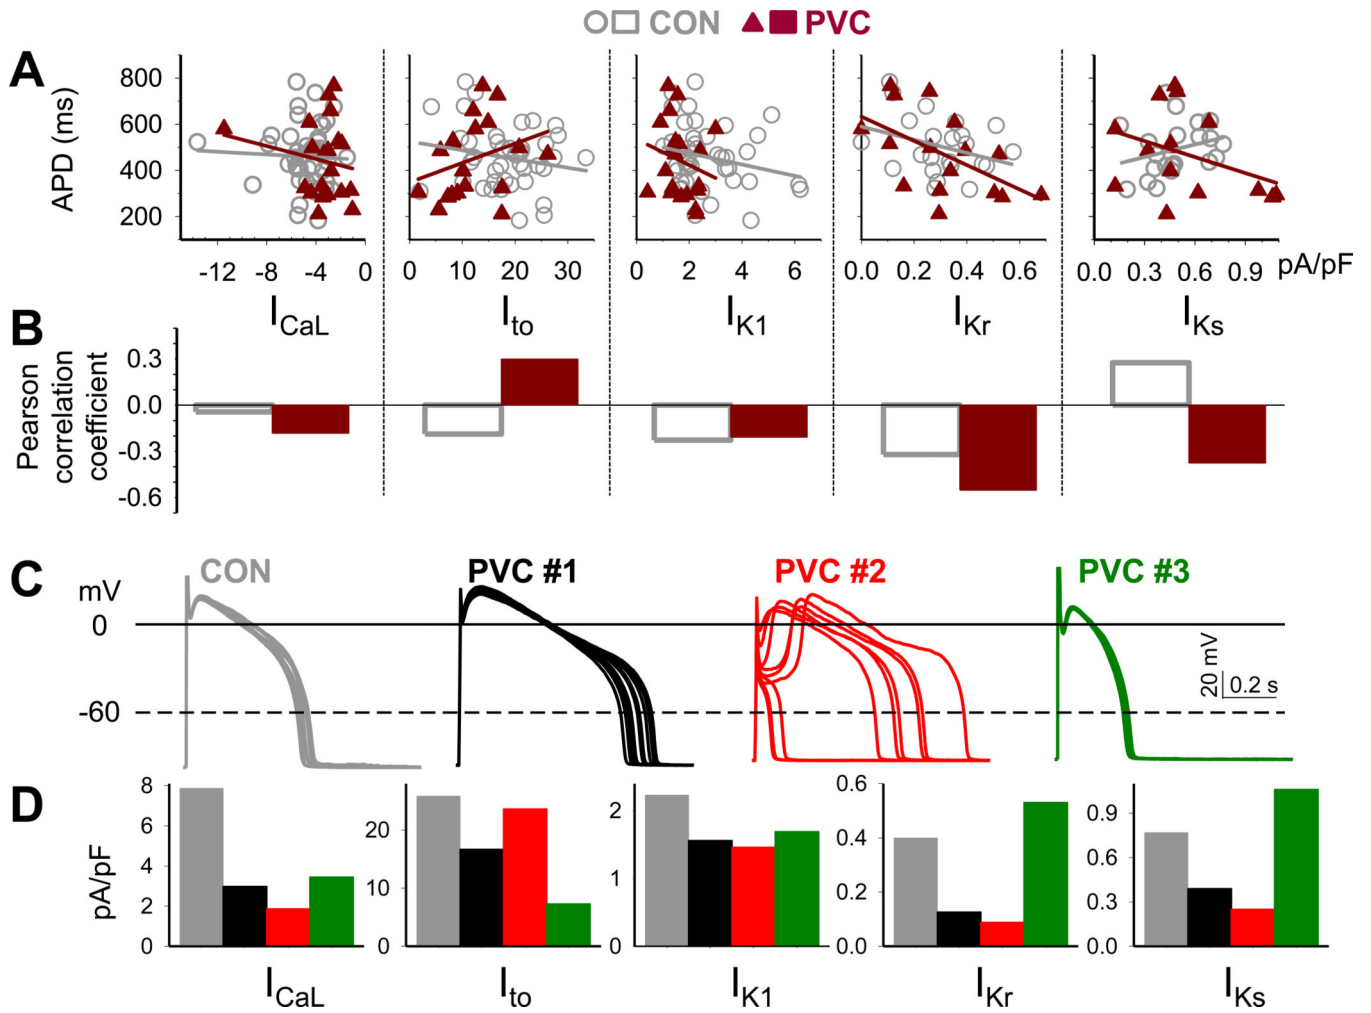 CON PVC
A
APD (ms)
800
600
400
200
-12 -8 -4 0 0 10 20 30 0 2 4 6 0.0 0.2 0.4 0.6 0.0 0.3 0.6 0.9 pA/pF
ICaL Ito IK1 IKr IKs
B
Pearson
correlation
coefficient
0.3
0.0
-0.3
-0.6
C
CON PVC #1 PVC #2 PVC #3
mV
0
-60
20 mV
0.2 s
D
pA/pF
8
6
4
2
0
20
10
0
2
1
0
0.6
0.4
0.2
0.0
0.9
0.6
0.3
0.0
ICaL Ito IK1 IKr IKs